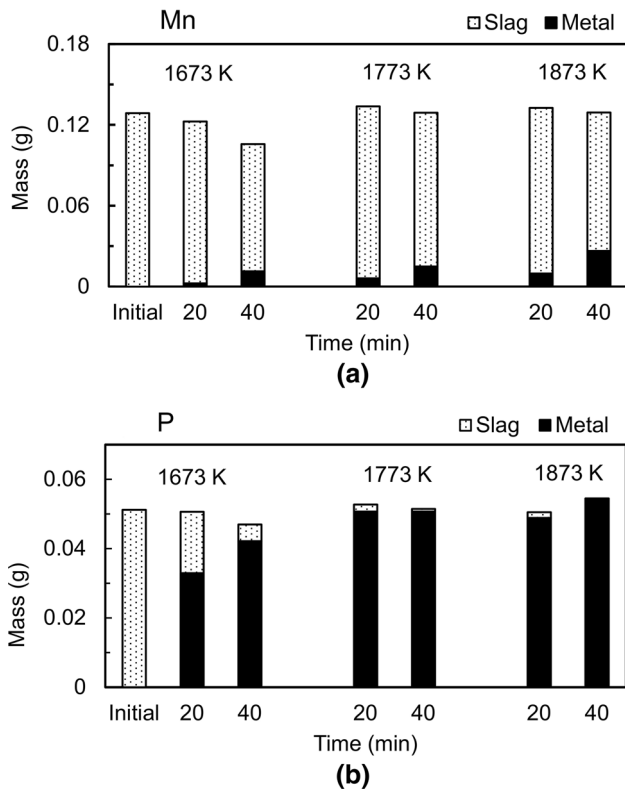 Mn
Slag Metal
0.18
1673 K 1773 K 1873 K
0.12
Mass (g)
0.06
0
Initial 20 40 20 40 20 40
Time (min)
(a)
P
Slag Metal
0.06
1673 K 1773 K 1873 K
0.04
Mass (g)
0.02
0
Initial 20 40 20 40 20 40
Time (min)
(b)